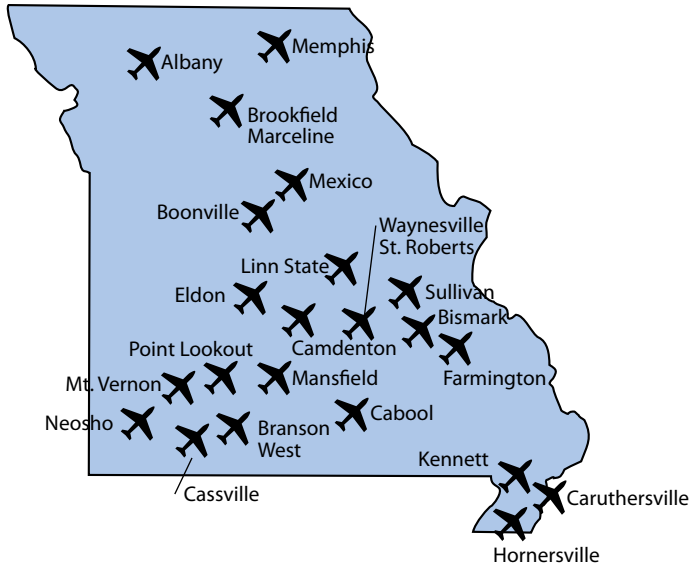 Memphis
Albany
Brookfield
Marceline
Mexico
Boonville
Waynesville
St. Roberts
Linn State
Eldon
Sullivan
Bismark
Camdenton
Point Lookout
Farmington
Mt. Vernon
Mansfield
Neosho
Cabool
Branson
West
Kennett
Cassville
Caruthersville
Hornersville